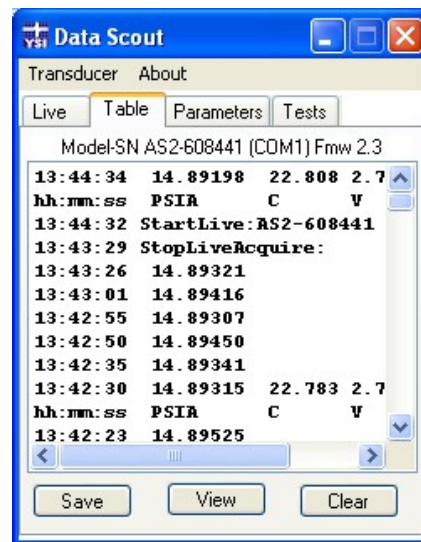 YSI Data Scout
Transducer About
Live Table Parameters Tests
Model-SN AS2-608441 (COM1) Fmw 2.3
13:44:34 14.89198 22.808 2.7
hh:mm:ss PSIA C V
13:44:32 StartLive:AS2-608441
13:43:29 StopLiveAcquire:
13:43:26 14.89321
13:43:01 14.89416
13:42:55 14.89307
13:42:50 14.89450
13:42:35 14.89341
13:42:30 14.89315 22.783 2.7
hh:mm:ss PSIA C V
13:42:23 14.89525
Save View Clear